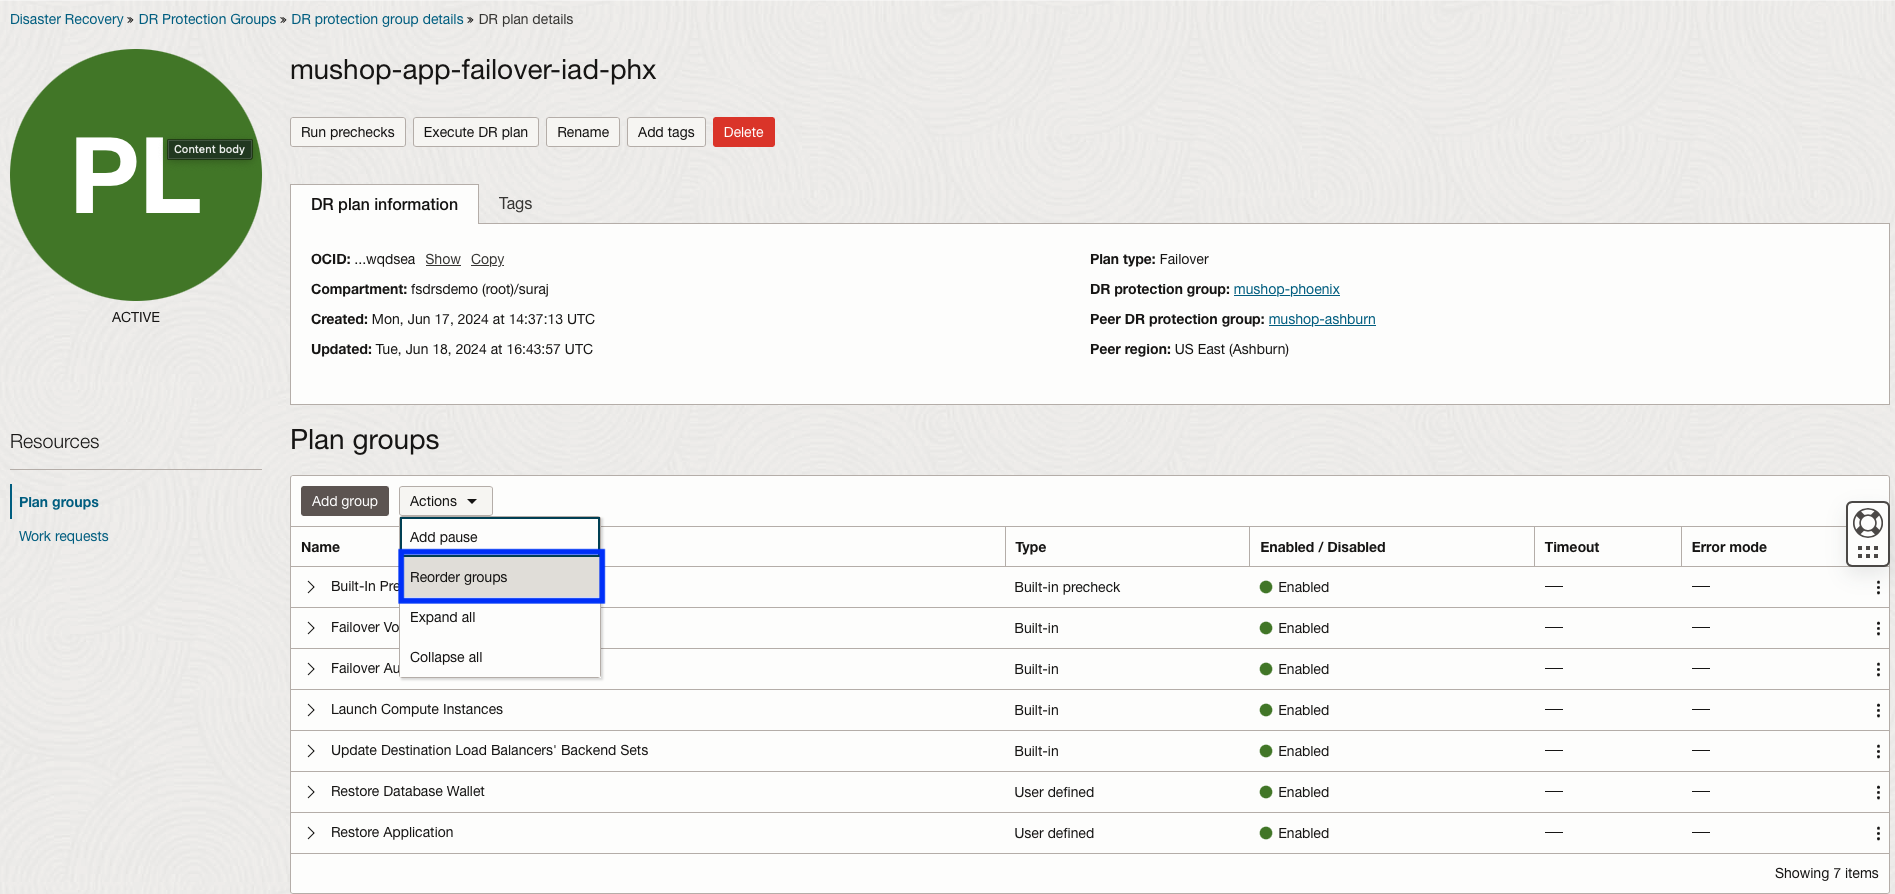 Disaster Recovery » DR Protection Groups » DR protection group details » DR plan details
PL
Content body
ACTIVE
mushop-app-failover-iad-phx
Run prechecks Execute DR plan Rename Add tags Delete
DR plan information Tags
OCID: ...wqdsea Show Copy
Compartment: fsdrsdemo (root)/suraj
Created: Mon, Jun 17, 2024 at 14:37:13 UTC
Updated: Tue, Jun 18, 2024 at 16:43:57 UTC
Plan type: Failover
DR protection group: mushop-phoenix
Peer DR protection group: mushop-ashburn
Peer region: US East (Ashburn)
Resources
Plan groups
Work requests
Plan groups
Add group Actions
Add pause
Reorder groups
Expand all
Collapse all
Name Type Enabled / Disabled Timeout Error mode
Built-In Pre Built-in precheck Enabled — —
Failover Vo Built-in Enabled — —
Failover Au Built-in Enabled — —
Launch Compute Instances Built-in Enabled — —
Update Destination Load Balancers' Backend Sets Built-in Enabled — —
Restore Database Wallet User defined Enabled — —
Restore Application User defined Enabled — —
Showing 7 items